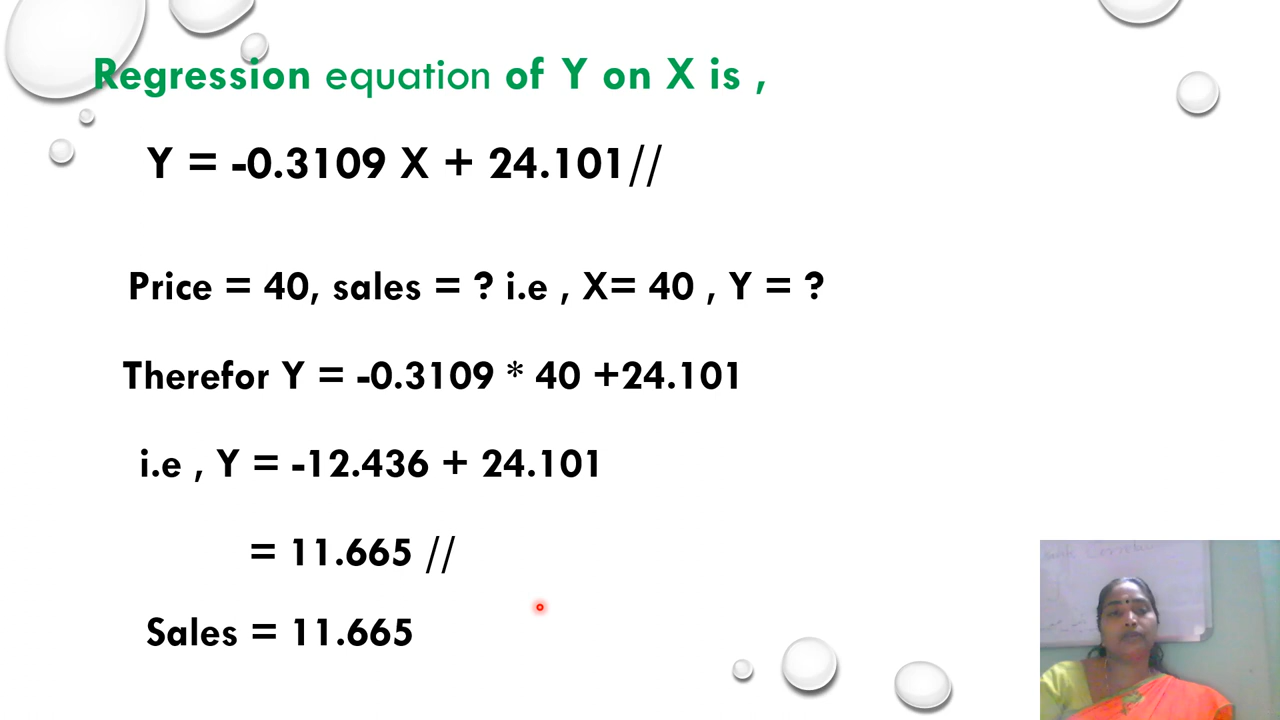 Regression equation of Y on X is ,
Y = -0.3109 X + 24.101//
Price = 40, sales = ? i.e , X= 40 , Y = ?
Therefor Y = -0.3109 * 40 +24.101
i.e , Y = -12.436 + 24.101
= 11.665 //
Sales = 11.665